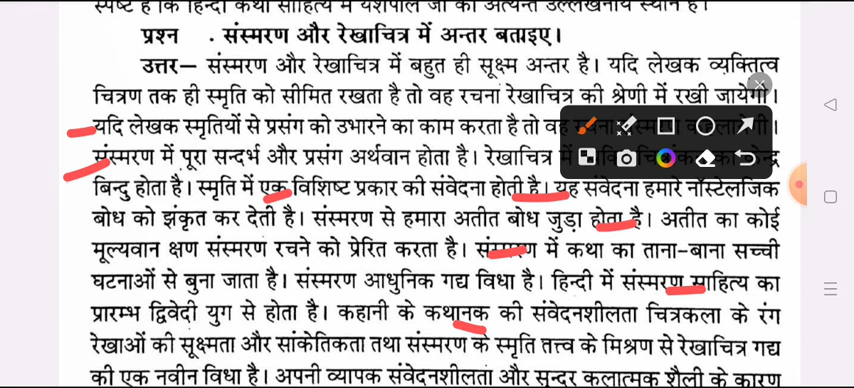 स्पष्ट है कि हिन्दी कथा साहित्य में यशपाल जी का अत्यन्त उल्लेखनीय स्थान है।
प्रश्न . संस्मरण और रेखाचित्र में अन्तर बताइए।
उत्तर– संस्मरण और रेखाचित्र में बहुत ही सूक्ष्म अन्तर है। यदि लेखक व्यक्तित्व
चित्रण तक ही स्मृति को सीमित रखता है तो वह रचना रेखाचित्र की श्रेणी में रखी जायेगी।
यदि लेखक स्मृतियों से प्रसंग को उभारने का काम करता है तो वह
संस्मरण में पूरा सन्दर्भ और प्रसंग अर्थवान होता है। रेखाचित्र
बिन्दु होता है। स्मृति में एक विशिष्ट प्रकार की संवेदना होती है। यह संवेदना हमारे नॉस्टेलजिक
बोध को झंकृत कर देती है। संस्मरण से हमारा अतीत बोध जुड़ा होता है। अतीत का कोई
मूल्यवान क्षण संस्मरण रचने को प्रेरित करता है। संस्मरण में कथा का ताना-बाना सच्ची
घटनाओं से बुना जाता है। संस्मरण आधुनिक गद्य विधा है। हिन्दी में संस्मरण साहित्य का
प्रारम्भ द्विवेदी युग से होता है। कहानी के कथानक की संवेदनशीलता चित्रकला के रंग
रेखाओं की सूक्ष्मता और सांकेतिकता तथा संस्मरण के स्मृति तत्त्व के मिश्रण से रेखाचित्र गद्य
की एक नवीन विधा है। अपनी व्यापक संवेदनशीलता और सुन्दर कलात्मक शैली के कारण